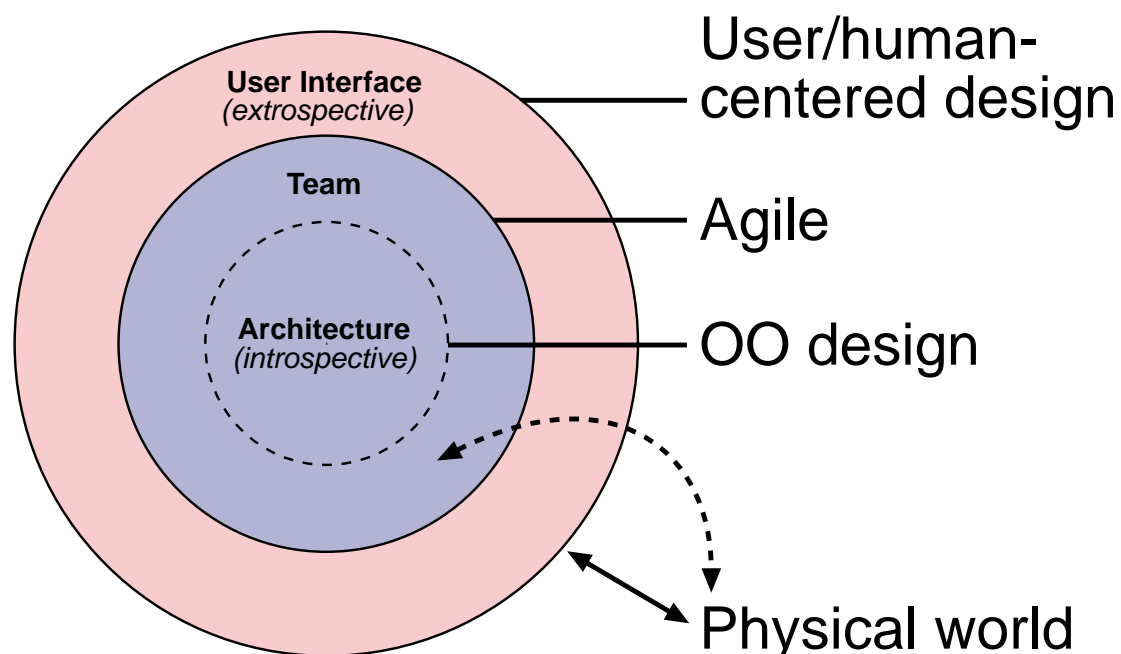 User/human-
centered design
User Interface
(extrospective)
Team
Agile
Architecture
(introspective)
OO design
Physical world